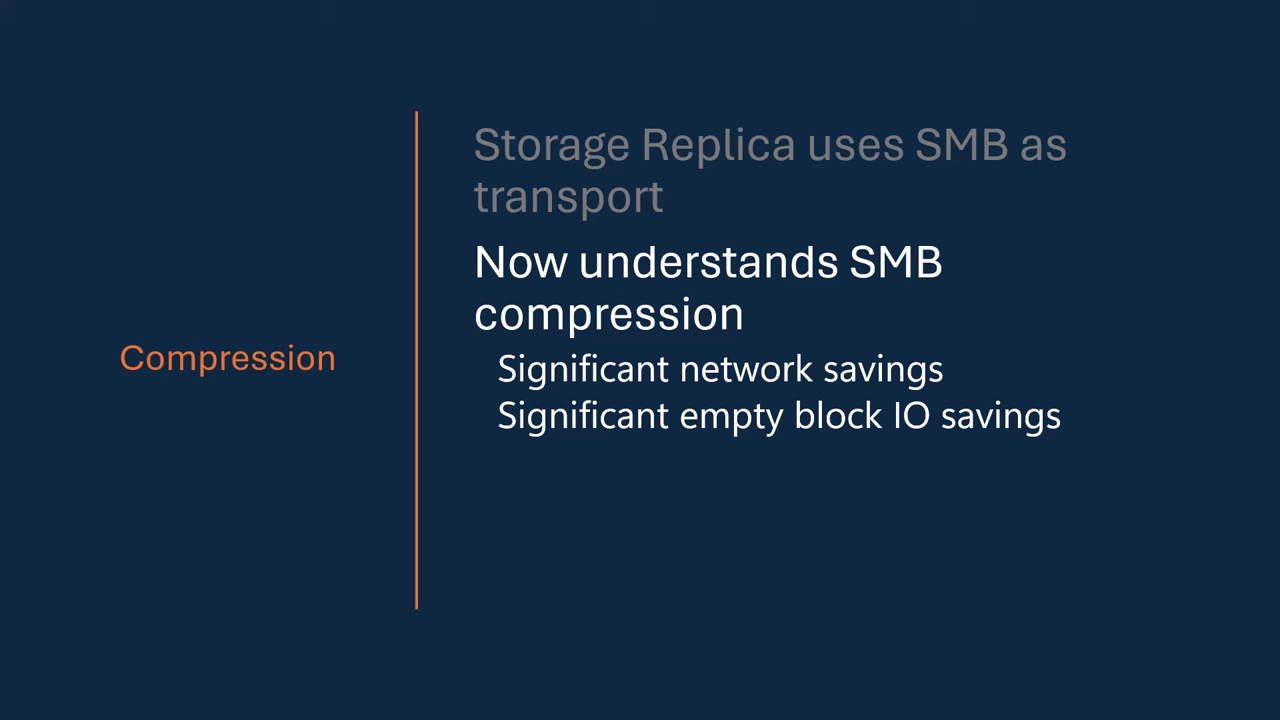 Compression
Storage Replica uses SMB as
transport
Now understands SMB
compression
Significant network savings
Significant empty block IO savings